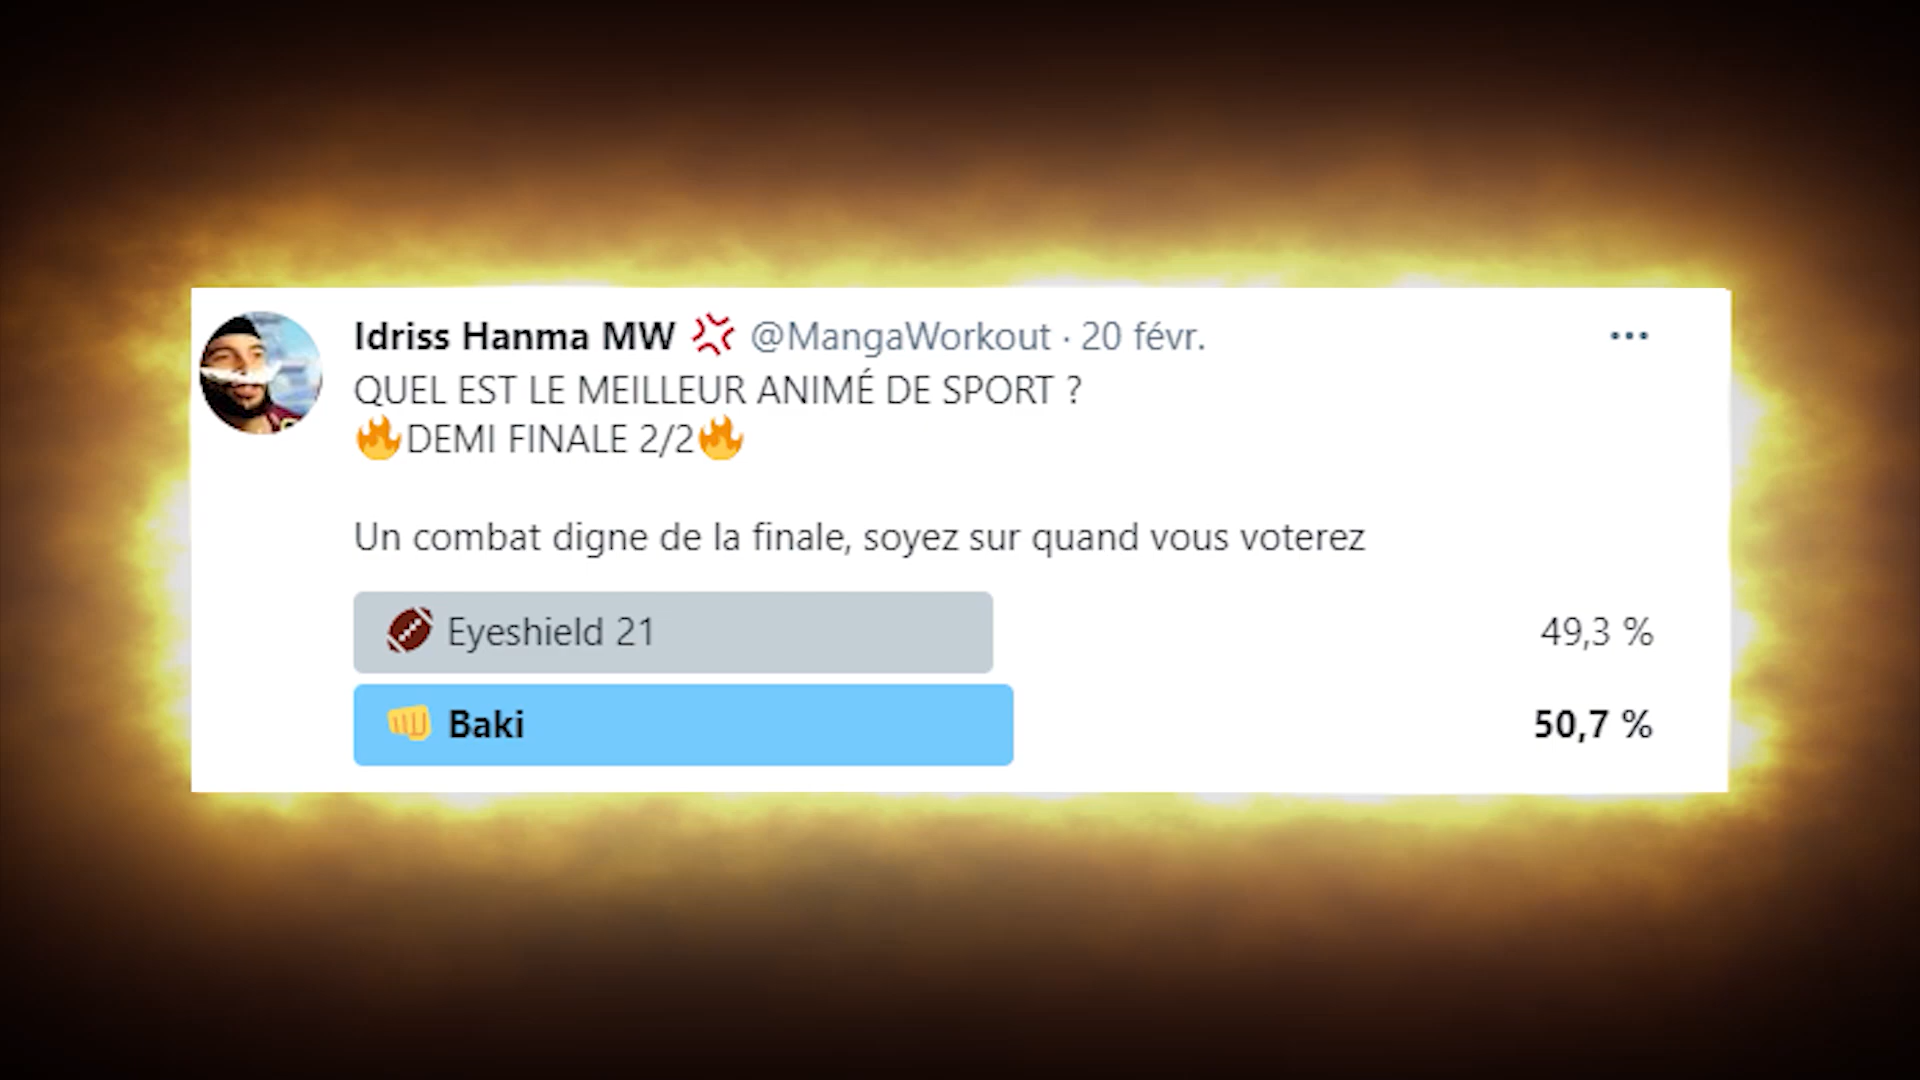 Idriss Hanma MW 💢 @MangaWorkout · 20 févr.
QUEL EST LE MEILLEUR ANIMÉ DE SPORT ?
🔥DEMI FINALE 2/2🔥
Un combat digne de la finale, soyez sur quand vous voterez
🏈 Eyeshield 21 49,3 %
👊 Baki 50,7 %